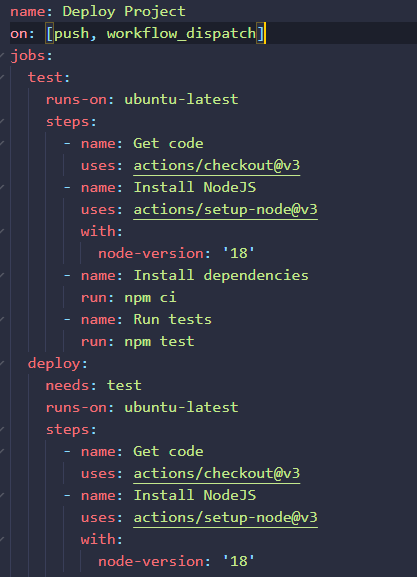 name: Deploy Project
on: [push, workflow_dispatch]
jobs:
  test:
    runs-on: ubuntu-latest
    steps:
      - name: Get code
        uses: actions/checkout@v3
      - name: Install NodeJS
        uses: actions/setup-node@v3
        with:
          node-version: '18'
      - name: Install dependencies
        run: npm ci
      - name: Run tests
        run: npm test
  deploy:
    needs: test
    runs-on: ubuntu-latest
    steps:
      - name: Get code
        uses: actions/checkout@v3
      - name: Install NodeJS
        uses: actions/setup-node@v3
        with:
          node-version: '18'